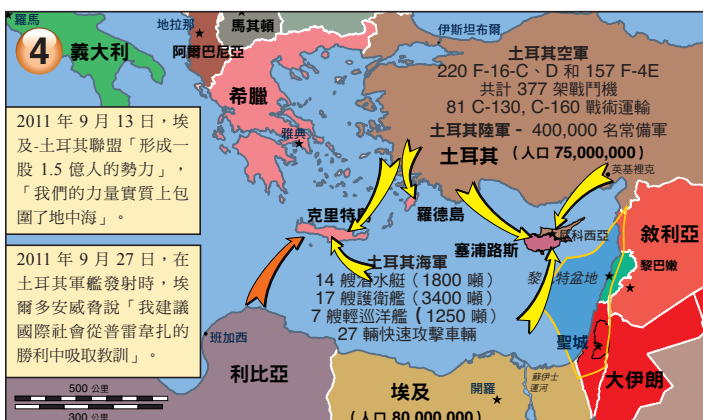 羅馬
4
義大利
地拉那
阿爾巴尼亞
馬其頓
伊斯坦布爾
希臘
雅典
土耳其空軍
220 F-16-C、D 和 157 F-4E
共計 377 架戰鬥機
81 C-130, C-160 戰術運輸
土耳其陸軍 - 400,000 名常備軍
土耳其 (人口 75,000,000)
英基裡克
2011 年 9 月 13 日，埃
及-土耳其聯盟「形成一
股 1.5 億人的勢力」，
「我們的力量實質上包
圍了地中海」。
克里特島
羅德島
塞浦路斯
尼科西亞
敘利亞
黎巴嫩
黎凡特盆地
土耳其海軍
14 艘潛水艇（1800 噸）
17 艘護衛艦（3400 噸）
7 艘輕巡洋艦（1250 噸）
27 輛快速攻擊車輛
2011 年 9 月 27 日，在
土耳其軍艦發射時，埃
爾多安威脅說「我建議
國際社會從普雷韋扎的
勝利中吸取教訓」。
班加西
利比亞
聖城
大伊朗
蘇伊士
運河
開羅
埃及
(人口 80,000,000)
500 公里
300 公里